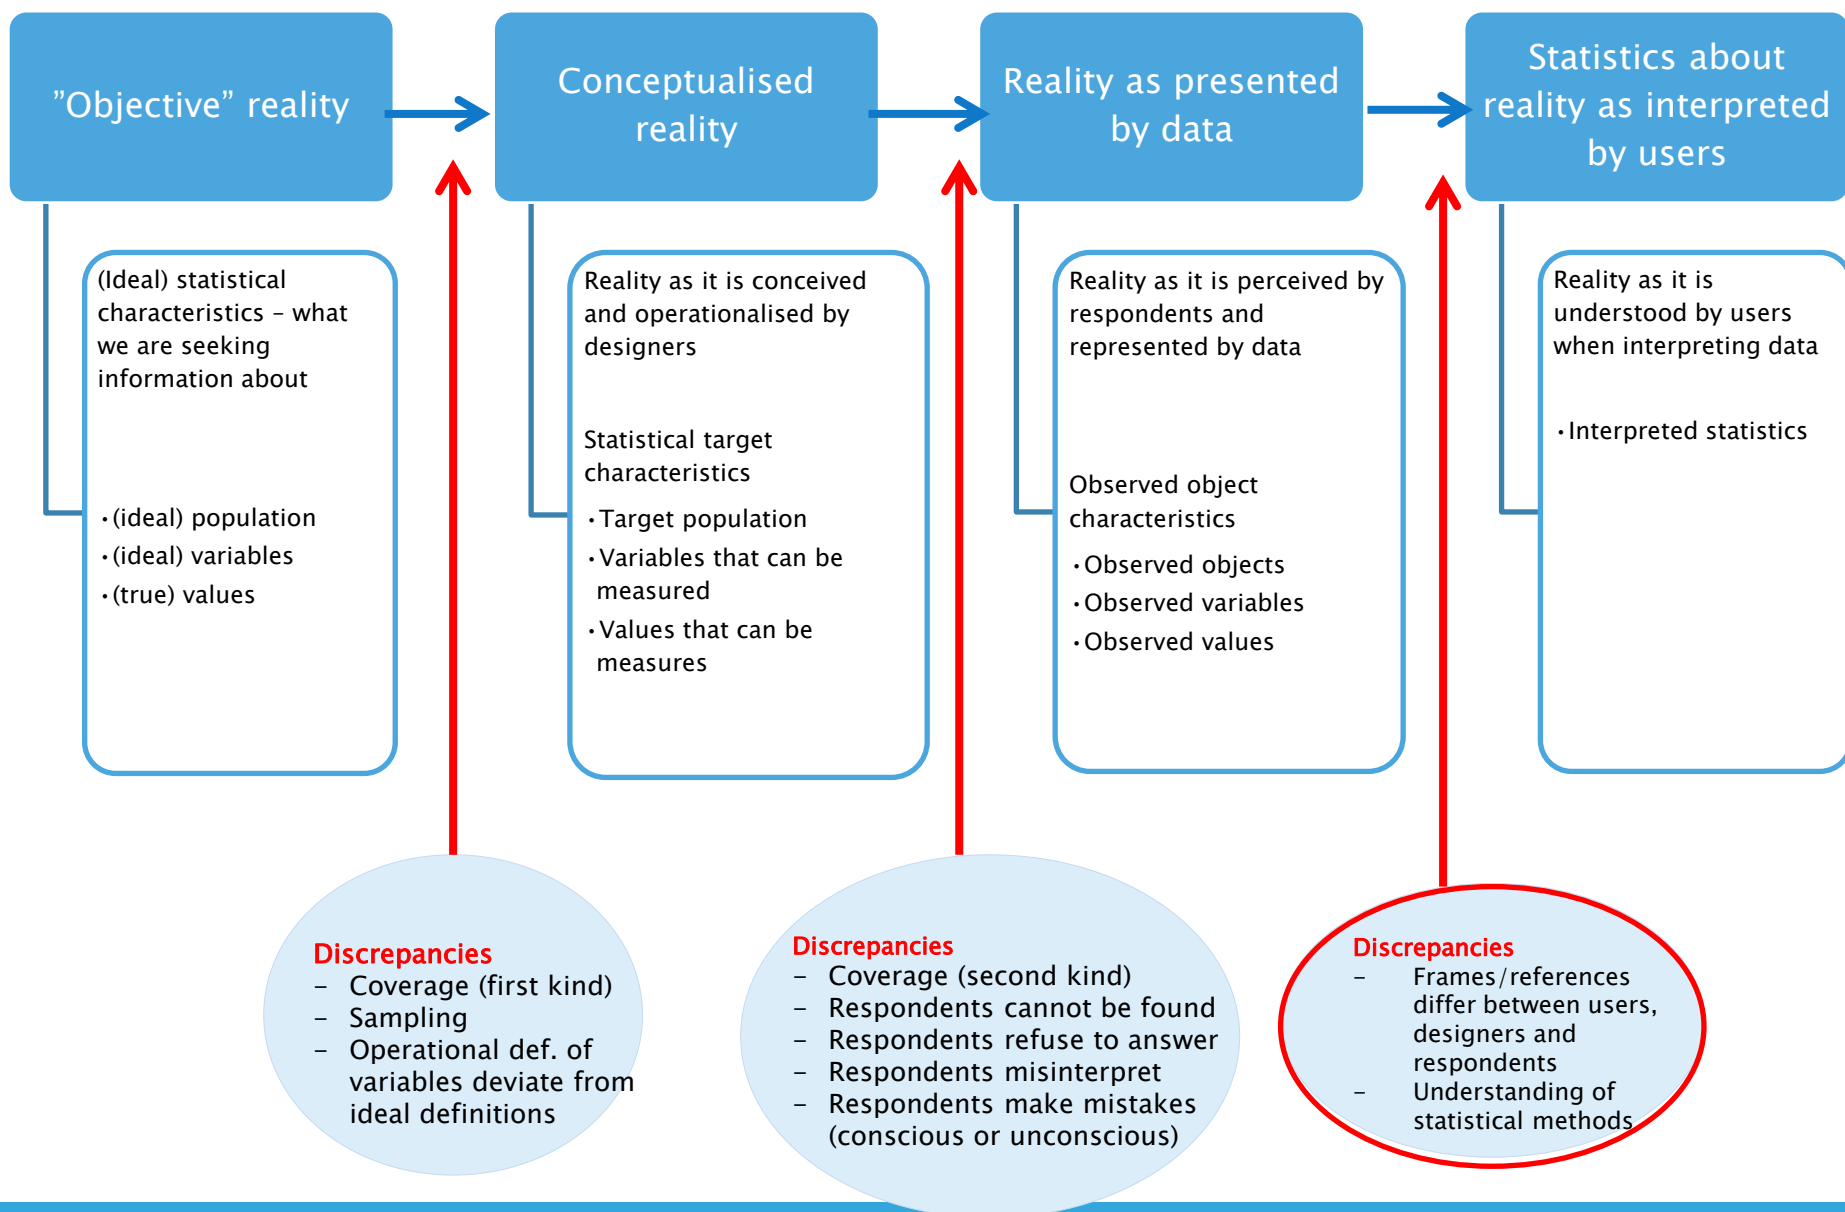 ”Objective” reality
Conceptualised
reality
Reality as presented
by data
Statistics about
reality as interpreted
by users
(Ideal) statistical
characteristics – what
we are seeking
information about
•(ideal) population
•(ideal) variables
•(true) values
Reality as it is conceived
and operationalised by
designers
Statistical target
characteristics
•Target population
•Variables that can be
measured
•Values that can be
measures
Reality as it is perceived by
respondents and
represented by data
Observed object
characteristics
•Observed objects
•Observed variables
•Observed values
Reality as it is
understood by users
when interpreting data
•Interpreted statistics
Discrepancies
– Coverage (first kind)
– Sampling
– Operational def. of
variables deviate from
ideal definitions
Discrepancies
– Coverage (second kind)
– Respondents cannot be found
– Respondents refuse to answer
– Respondents misinterpret
– Respondents make mistakes
(conscious or unconscious)
Discrepancies
– Frames/references
differ between users,
designers and
respondents
– Understanding of
statistical methods